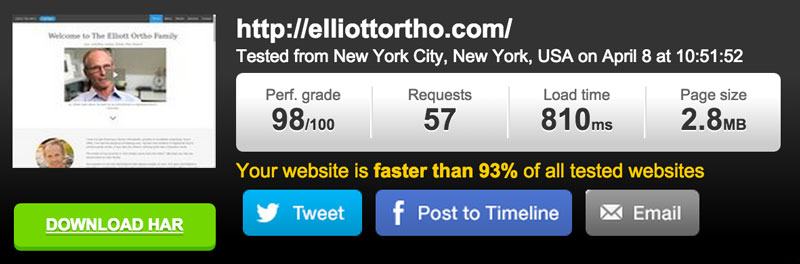 Welcome to The Elliott Ortho Family
http://elliottortho.com/
Tested from New York City, New York, USA on April 8 at 10:51:52
Perf. grade Requests Load time Page size
98/100 57 810ms 2.8MB
Your website is faster than 93% of all tested websites
DOWNLOAD HAR
Tweet Post to Timeline Email